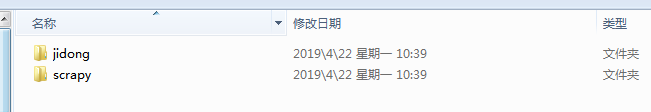 名称 修改日期 类型
jidong 2019\4\22 星期一 10:39 文件夹
scrapy 2019\4\22 星期一 10:39 文件夹